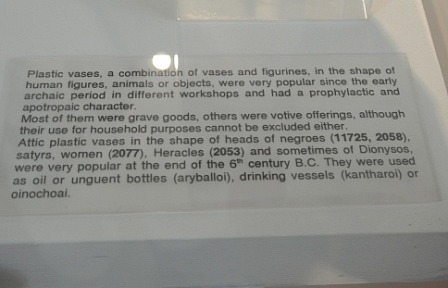 Plastic vases, a combination of vases and figurines, in the shape of
human figures, animals or objects, were very popular since the early
archaic period in different workshops and had a prophylactic and
apotropaic character.
Most of them were grave goods, others were votive offerings, although
their use for household purposes cannot be excluded either.
Attic plastic vases in the shape of heads of negroes (11725, 2058),
satyrs, women (2077), Heracles (2053) and sometimes of Dionysos,
were very popular at the end of the 6th century B.C. They were used
as oil or unguent bottles (aryballoi), drinking vessels (kantharoi) or
oinochoai.